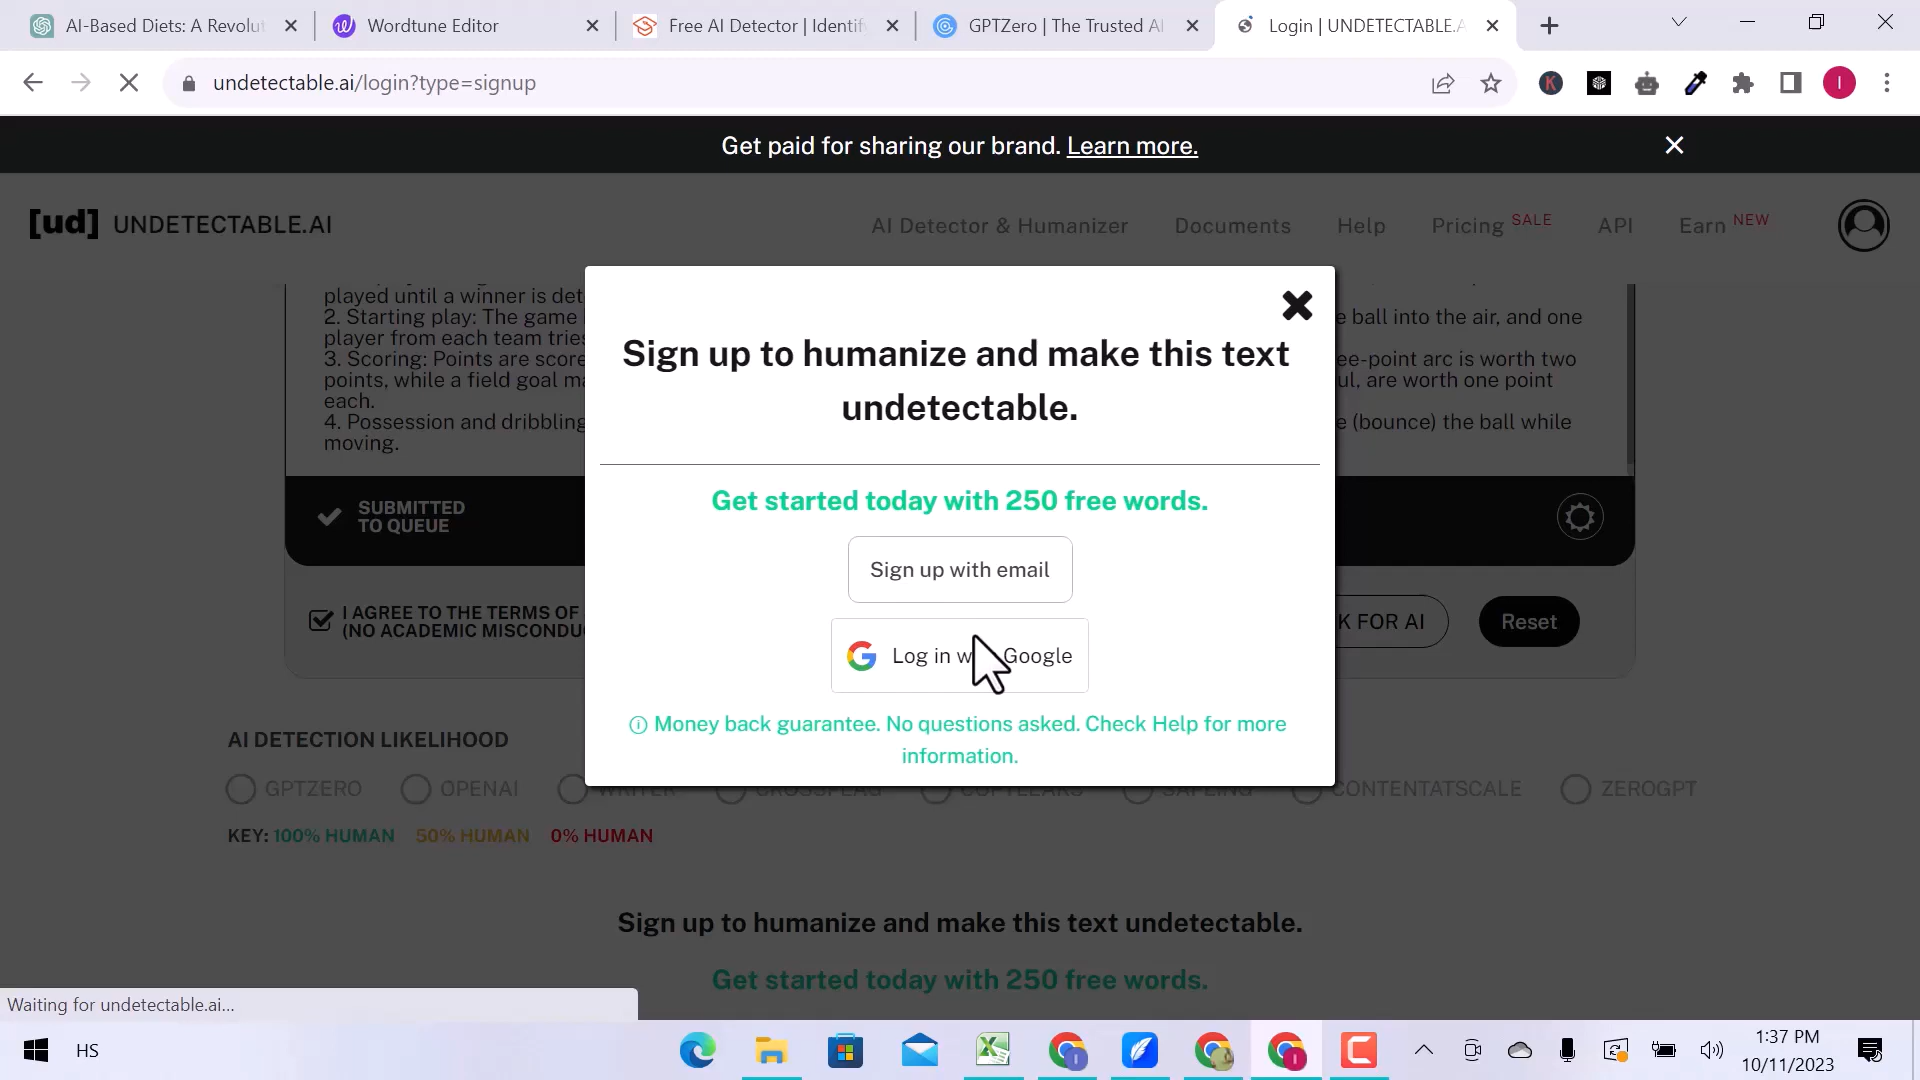 AI-Based Diets: A Revolut
Wordtune Editor
Free AI Detector | Identif
GPTZero | The Trusted AI
Login | UNDETECTABLE.A
undetectable.ai/login?type=signup
Get paid for sharing our brand. Learn more.
[ud] UNDETECTABLE.AI
AI Detector & Humanizer
Documents
Help
Pricing SALE
API
Earn NEW
played until a winner is det
2. Starting play: The game
e ball into the air, and one
player from each team tries
3. Scoring: Points are score
ee-point arc is worth two
points, while a field goal ma
ul, are worth one point
each.
4. Possession and dribbling
e (bounce) the ball while
moving.
Sign up to humanize and make this text
undetectable.
Get started today with 250 free words.
Sign up with email
Log in w Google
Money back guarantee. No questions asked. Check Help for more
information.
SUBMITTED
TO QUEUE
I AGREE TO THE TERMS OF
(NO ACADEMIC MISCONDU
K FOR AI
Reset
AI DETECTION LIKELIHOOD
GPTZERO
OPENAI
WRITER
CROSSPLAG
COPYLEAKS
SAPLING
CONTENTATSCALE
ZEROGPT
KEY: 100% HUMAN 50% HUMAN 0% HUMAN
Sign up to humanize and make this text undetectable.
Get started today with 250 free words.
Waiting for undetectable.ai...
HS
1:37 PM
10/11/2023